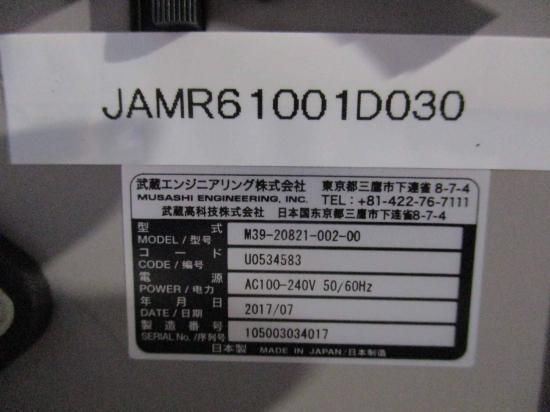 JAMR61001D030
武蔵エンジニアリング株式会社 東京都三鷹市下連雀 8-7-4
MUSASHI ENGINEERING, INC. TEL : +81-422-76-7111
武蔵高科技株式会社 日本国东京都三鷹市下連雀8-7-4
型 式
MODEL / 型号 M39-20821-002-00
コ ー ド
CODE / 编号 U0534583
電 源
POWER / 电力 AC100-240V 50/60Hz
年 月 日
DATE / 日期 2017/07
製 造 番 号
SERIAL No. / 序列号 105003034017
日本製 MADE IN JAPAN / 日本制造